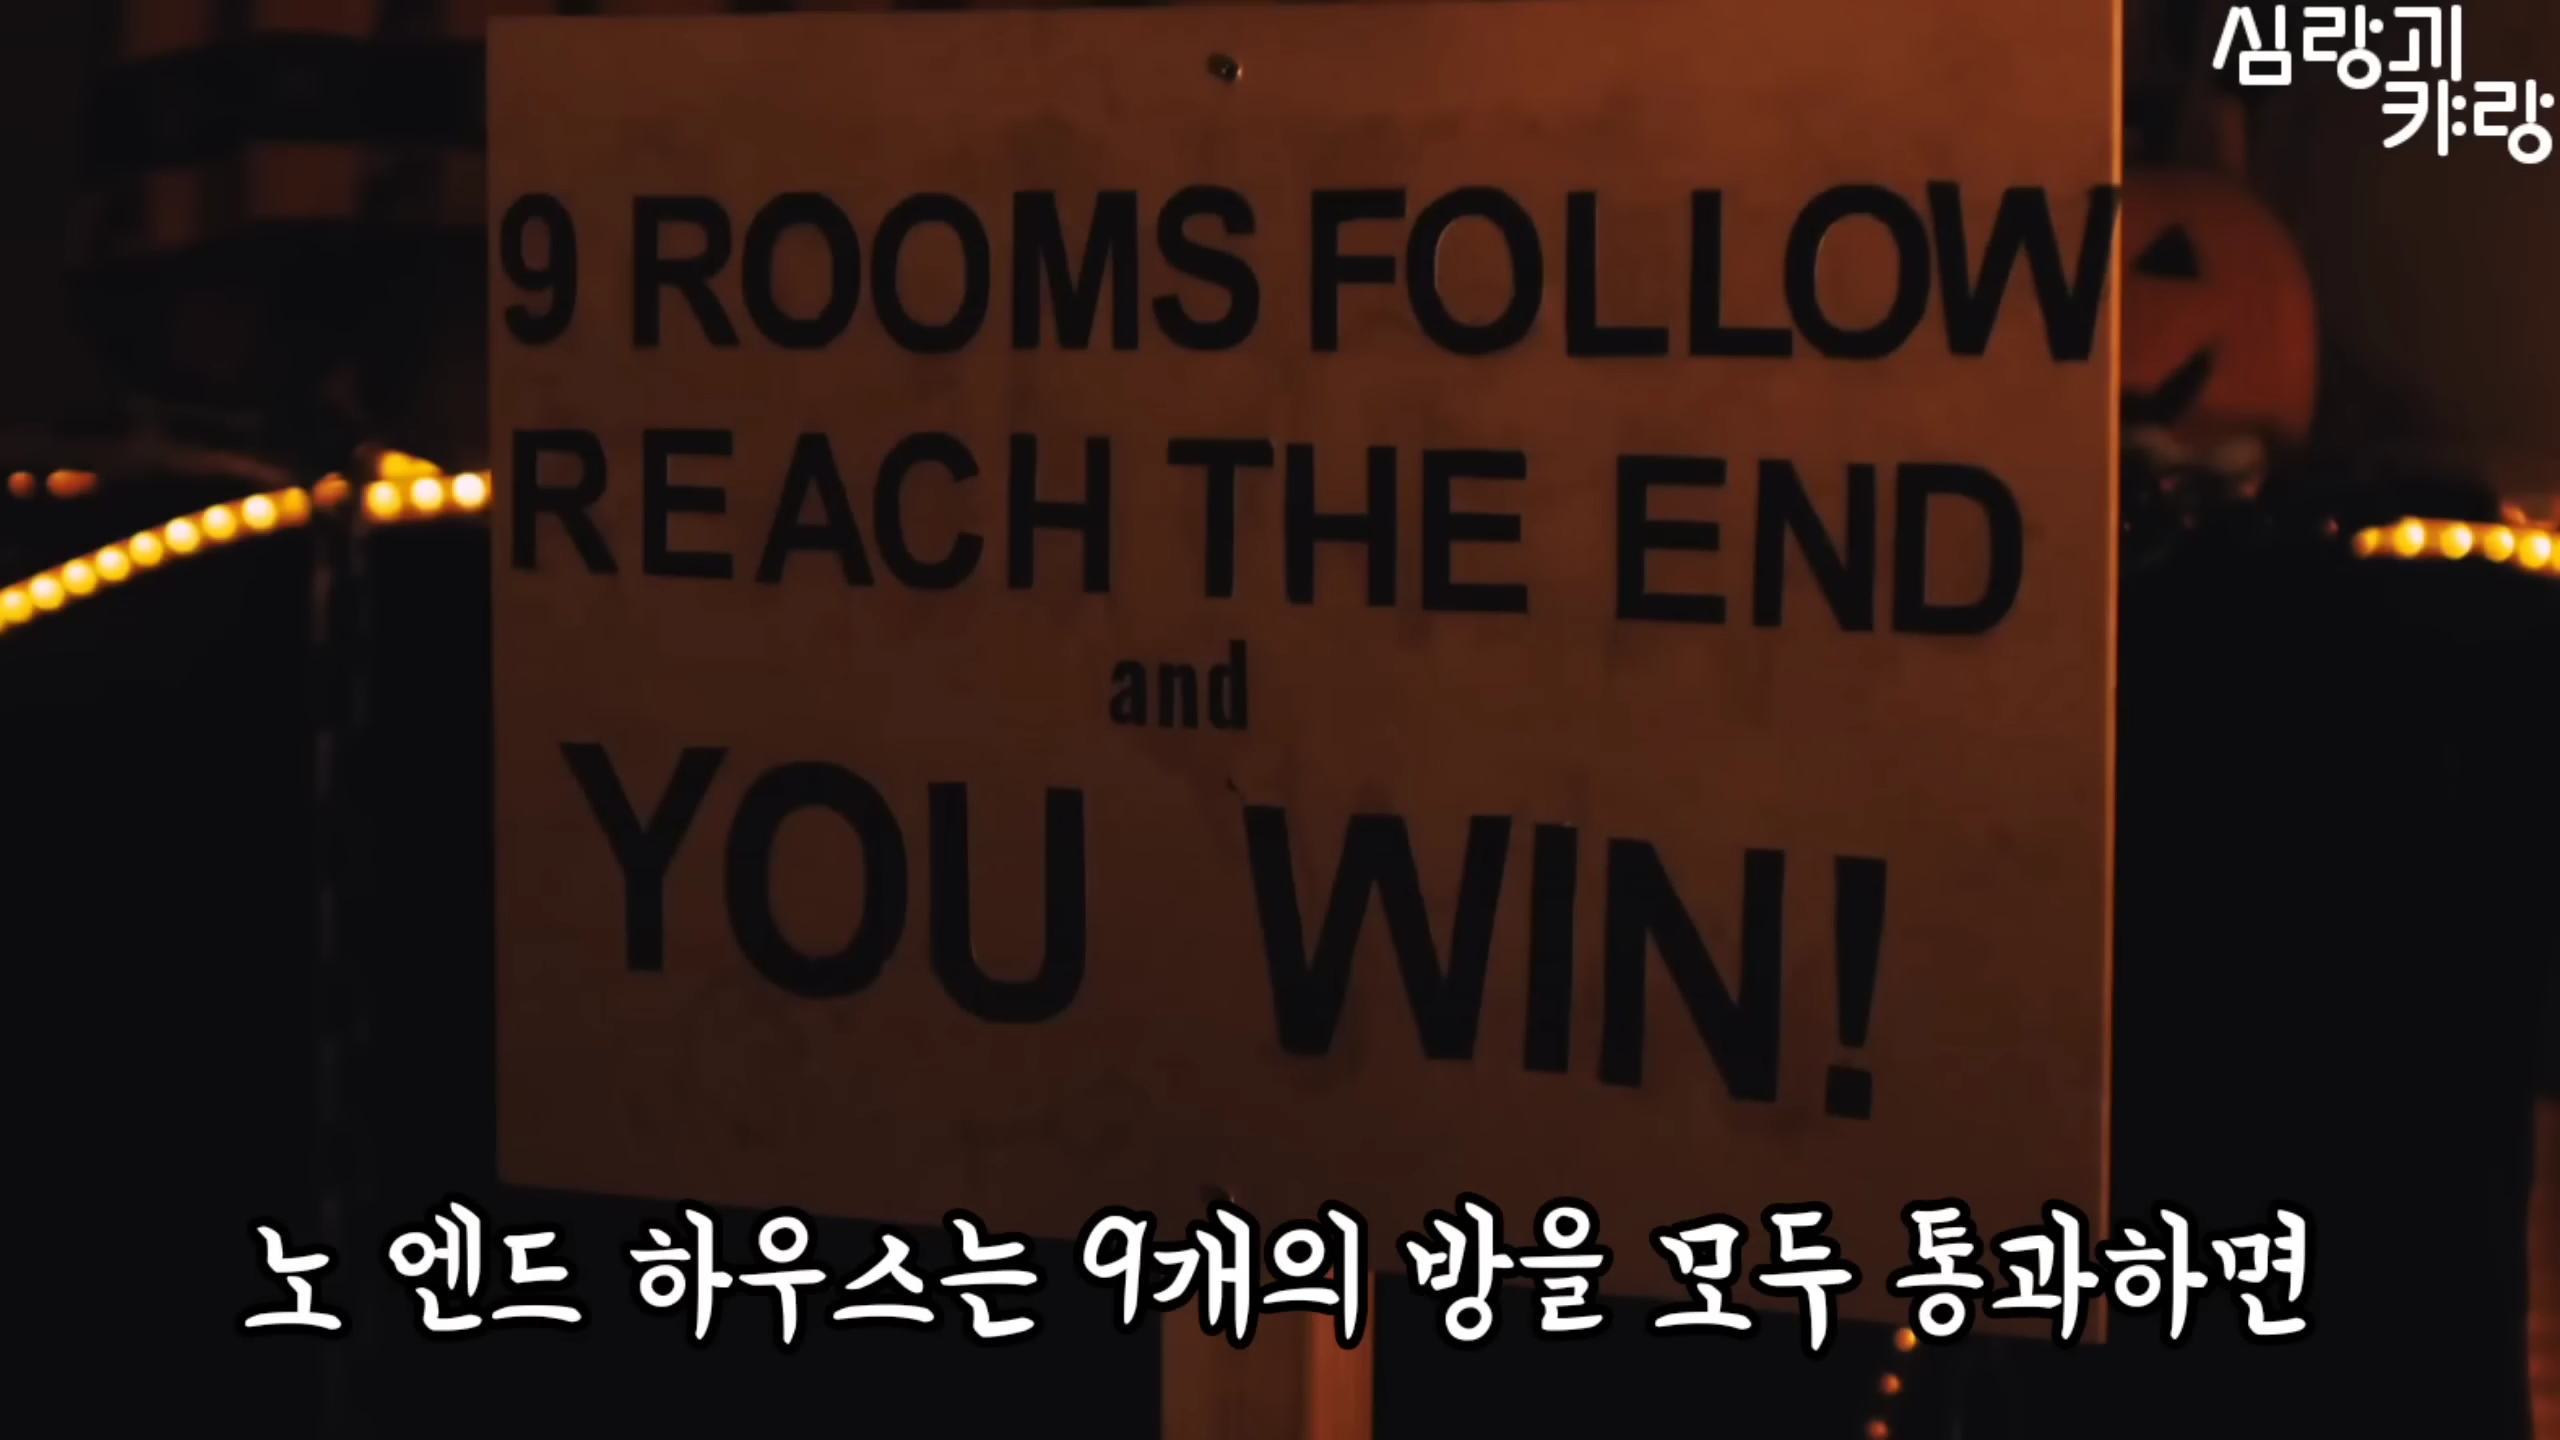 심랑괴
캬랑
9 ROOMS FOLLOW
REACH THE END
and
YOU WIN!
노 엔드 하우스는 9개의 방을 모두 통과하면